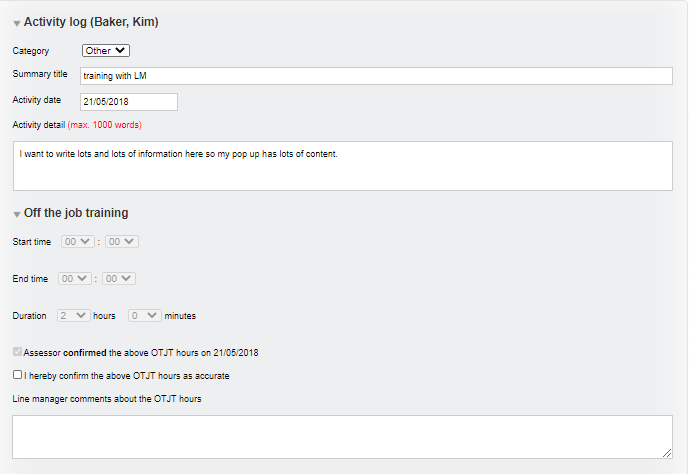 Activity log (Baker, Kim)
Category Other
Summary title training with LM
Activity date 21/05/2018
Activity detail (max. 1000 words)
I want to write lots and lots of information here so my pop up has lots of content.
Off the job training
Start time 00 : 00
End time 00 : 00
Duration 2 hours 0 minutes
Assessor confirmed the above OTJT hours on 21/05/2018
I hereby confirm the above OTJT hours as accurate
Line manager comments about the OTJT hours